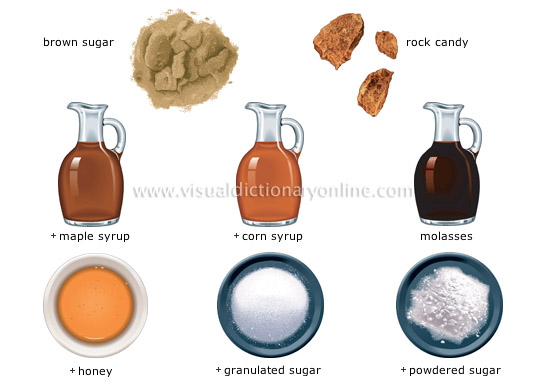 brown sugar
rock candy
www.visualdictionaryonline.com
+ maple syrup
+ corn syrup
molasses
+ honey
+ granulated sugar
+ powdered sugar